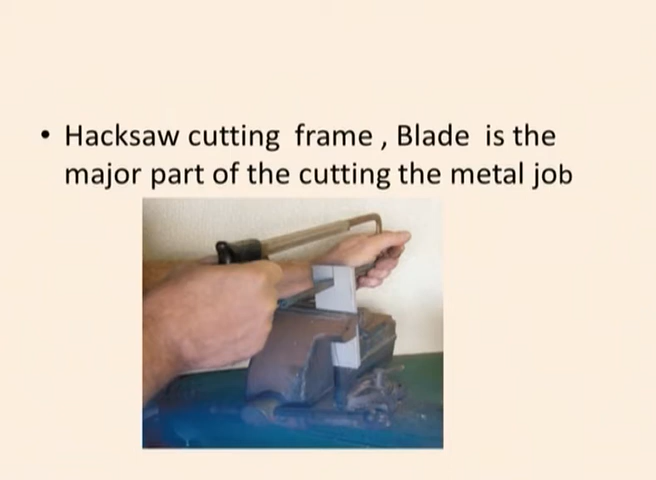 • Hacksaw cutting frame , Blade is the
major part of the cutting the metal job